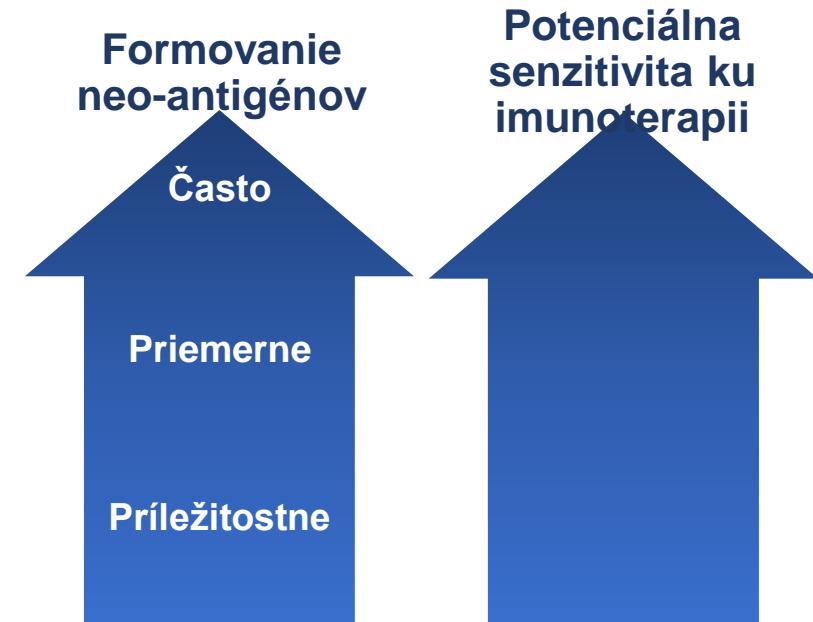 Formovanie
neo-antigénov
Často
Priemerne
Príležitostne
Potenciálna
senzitivita ku
imunoterapii